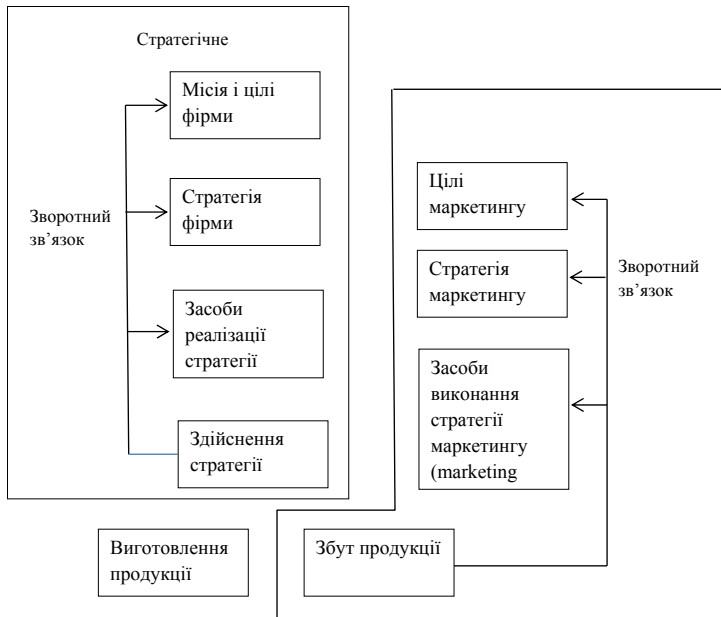 Стратегічне
Місія і цілі
фірми
Стратегія
фірми
Зворотний
зв’язок
Засоби
реалізації
стратегії
Здійснення
стратегії
Виготовлення
продукції
Цілі
маркетингу
Стратегія
маркетингу
Зворотний
зв’язок
Засоби
виконання
стратегії
маркетингу
(marketing
Збут продукції